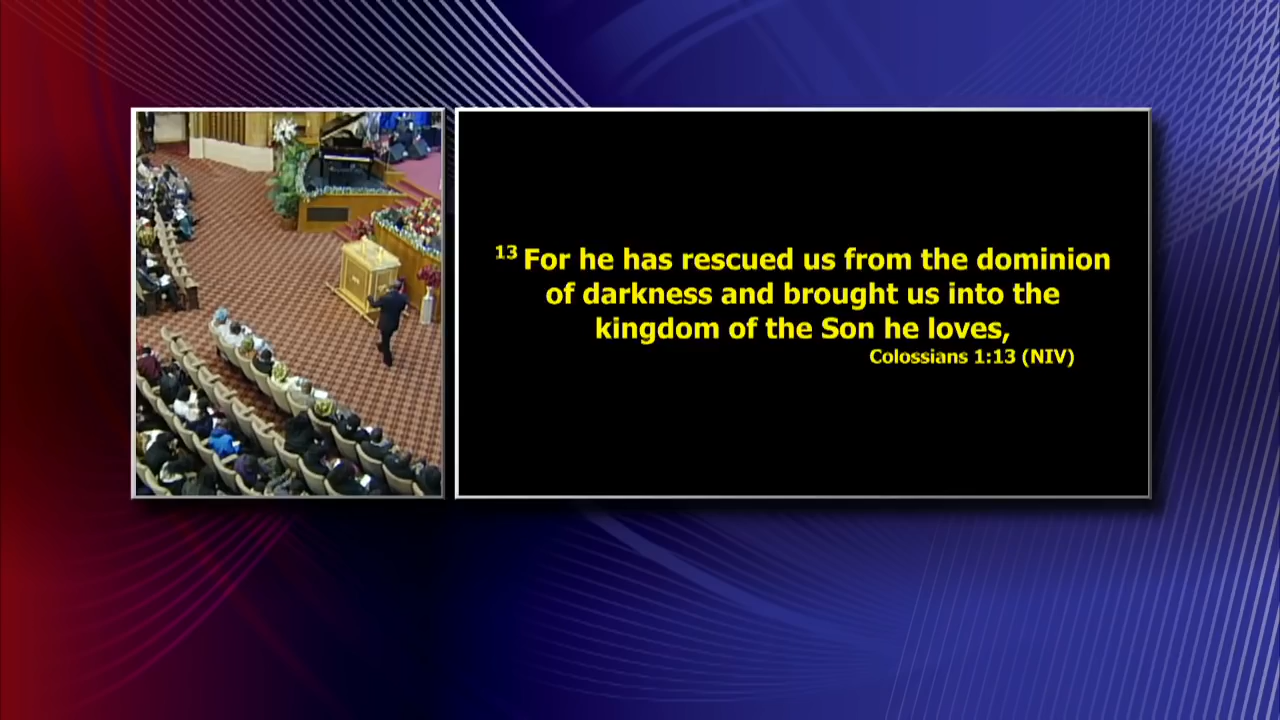 13 For he has rescued us from the dominion
of darkness and brought us into the
kingdom of the Son he loves,
Colossians 1:13 (NIV)